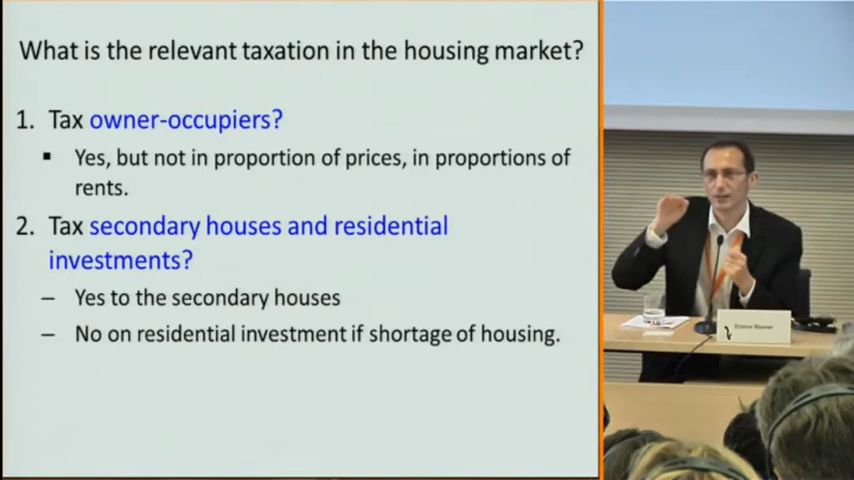 What is the relevant taxation in the housing market?
1. Tax owner-occupiers?
▪ Yes, but not in proportion of prices, in proportions of
rents.
2. Tax secondary houses and residential
investments?
– Yes to the secondary houses
– No on residential investment if shortage of housing.
Etienne Wasmer